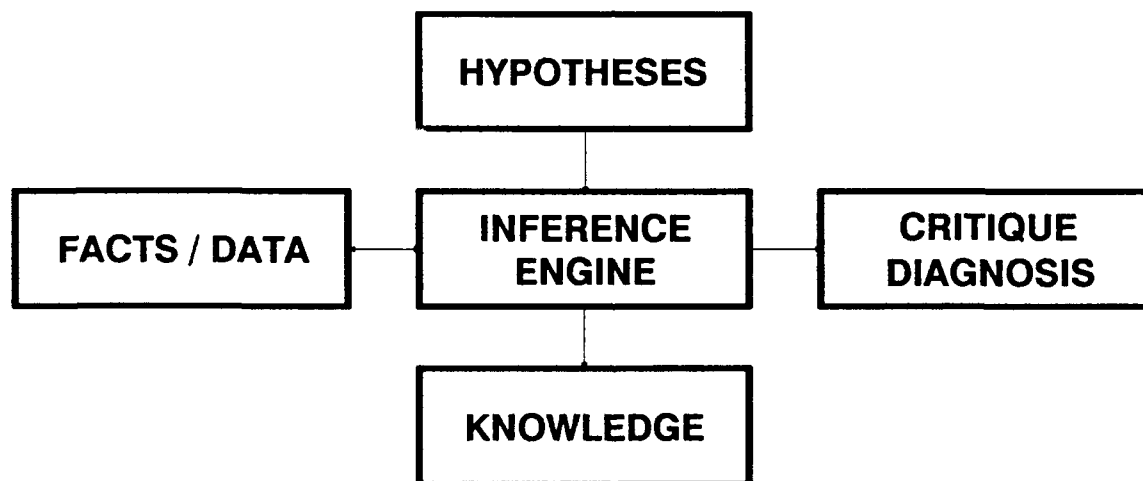 HYPOTHESES
FACTS / DATA
INFERENCE
ENGINE
CRITIQUE
DIAGNOSIS
KNOWLEDGE